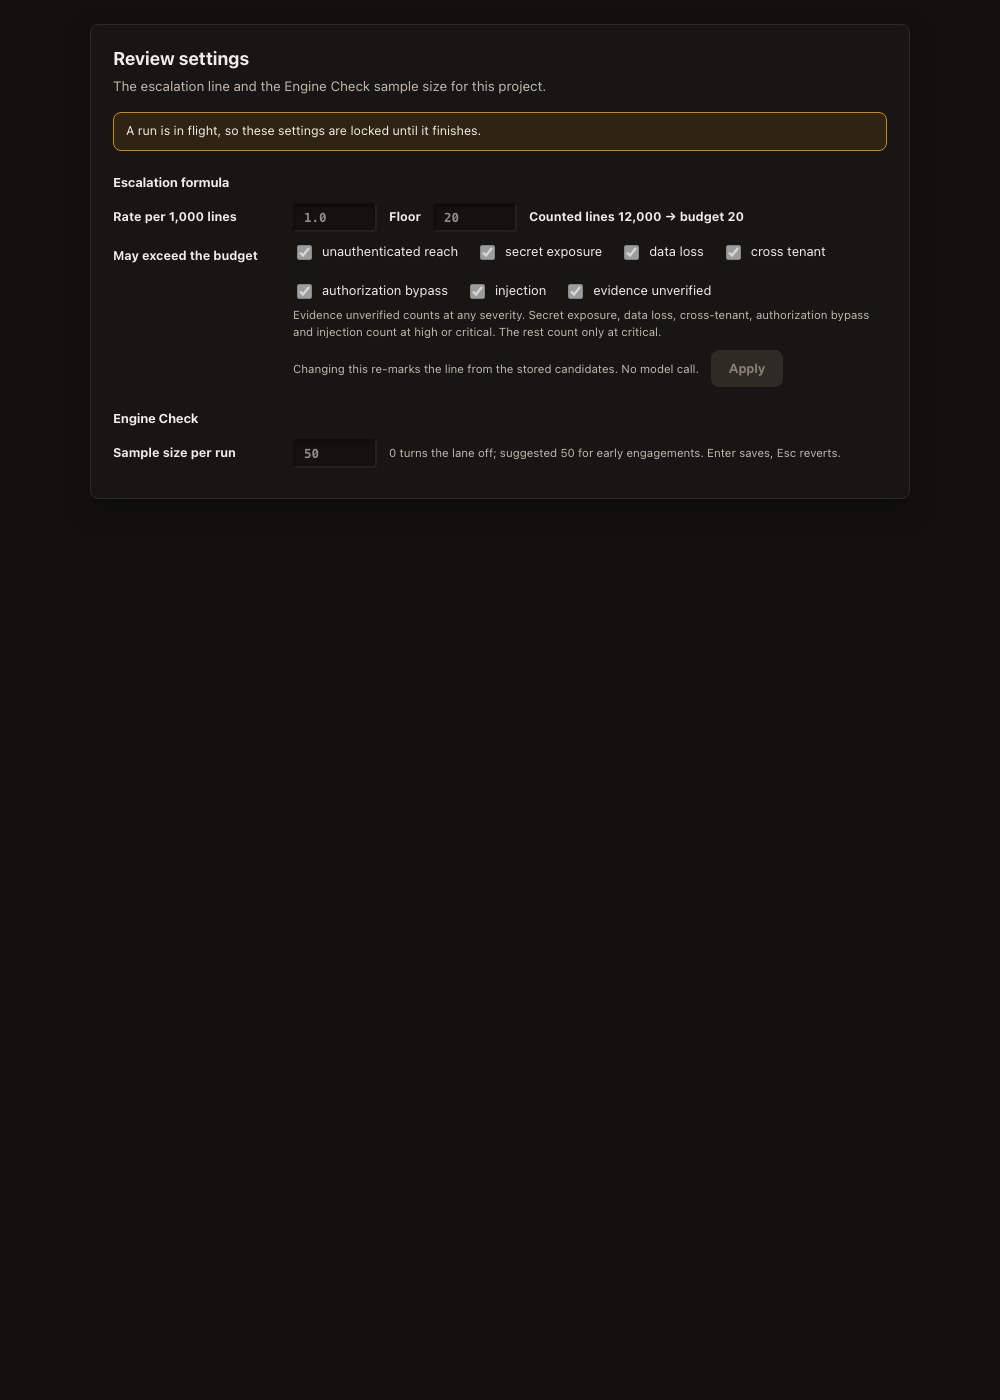 Review settings
The escalation line and the Engine Check sample size for this project.
A run is in flight, so these settings are locked until it finishes.
Escalation formula
Rate per 1,000 lines 1.0 Floor 20 Counted lines 12,000 → budget 20
May exceed the budget unauthenticated reach secret exposure data loss cross tenant
authorization bypass injection evidence unverified
Evidence unverified counts at any severity. Secret exposure, data loss, cross-tenant, authorization bypass
and injection count at high or critical. The rest count only at critical.
Changing this re-marks the line from the stored candidates. No model call. Apply
Engine Check
Sample size per run 50 0 turns the lane off; suggested 50 for early engagements. Enter saves, Esc reverts.